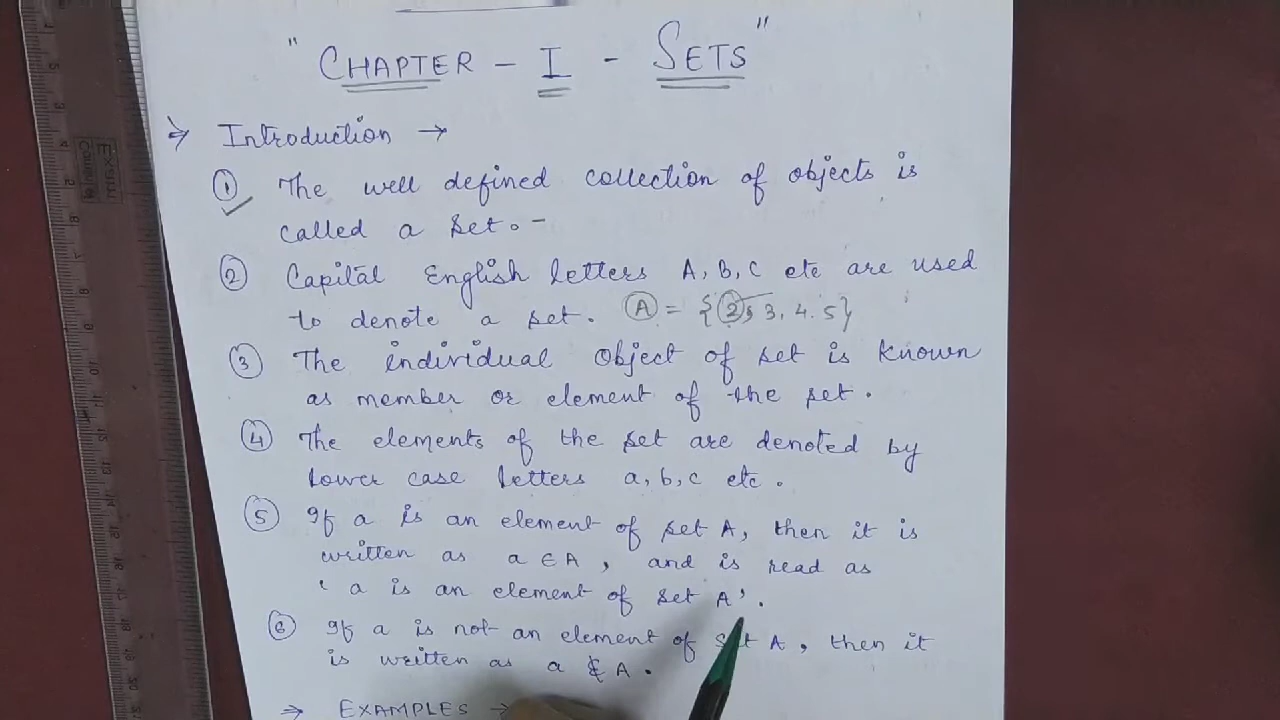 "CHAPTER - I - SETS"
⇒ Introduction →
① The well defined collection of objects is
called a set. -
② Capital English letters A, B, C etc are used
to denote a set. A = {2, 3, 4. 5}
③ The individual object of set is known
as member or element of the set.
④ The elements of the set are denoted by
lower case letters a, b, c etc.
⑤ If a is an element of set A, then it is
written as a ∈ A, and is read as
' a is an element of set A'.
⑥ If a is not an element of set A, then it
is written as a ∉ A.
⇒ EXAMPLES →